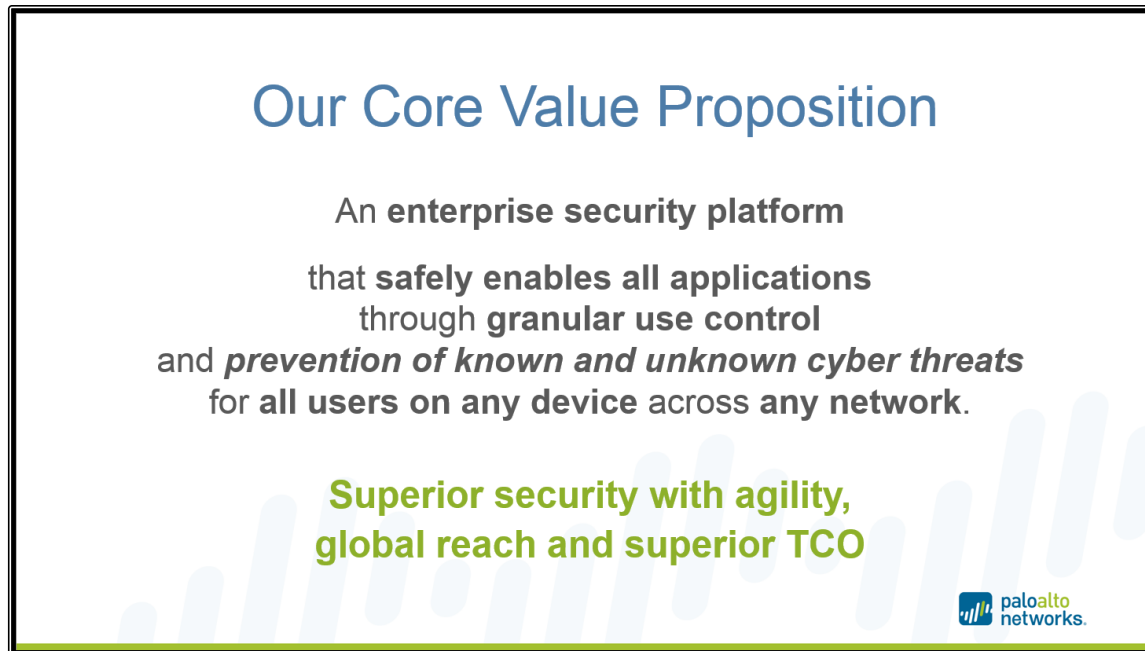 Our Core Value Proposition
An enterprise security platform
that safely enables all applications
through granular use control
and prevention of known and unknown cyber threats
for all users on any device across any network.
Superior security with agility,
global reach and superior TCO
paloalto
networks.